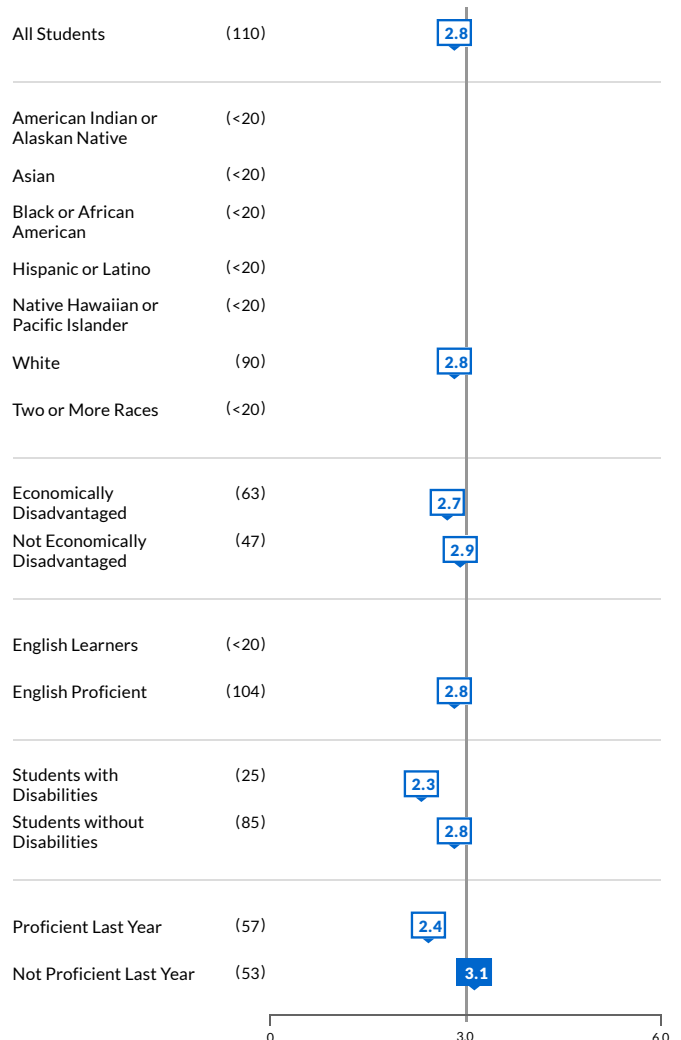 All Students (110) 2.8
American Indian or (<20)
Alaskan Native
Asian (<20)
Black or African (<20)
American
Hispanic or Latino (<20)
Native Hawaiian or (<20)
Pacific Islander
White (90) 2.8
Two or More Races (<20)
Economically (63) 2.7
Disadvantaged
Not Economically (47) 2.9
Disadvantaged
English Learners (<20)
English Proficient (104) 2.8
Students with (25) 2.3
Disabilities
Students without (85) 2.8
Disabilities
Proficient Last Year (57) 2.4
Not Proficient Last Year (53) 3.1
0 3.0 6.0